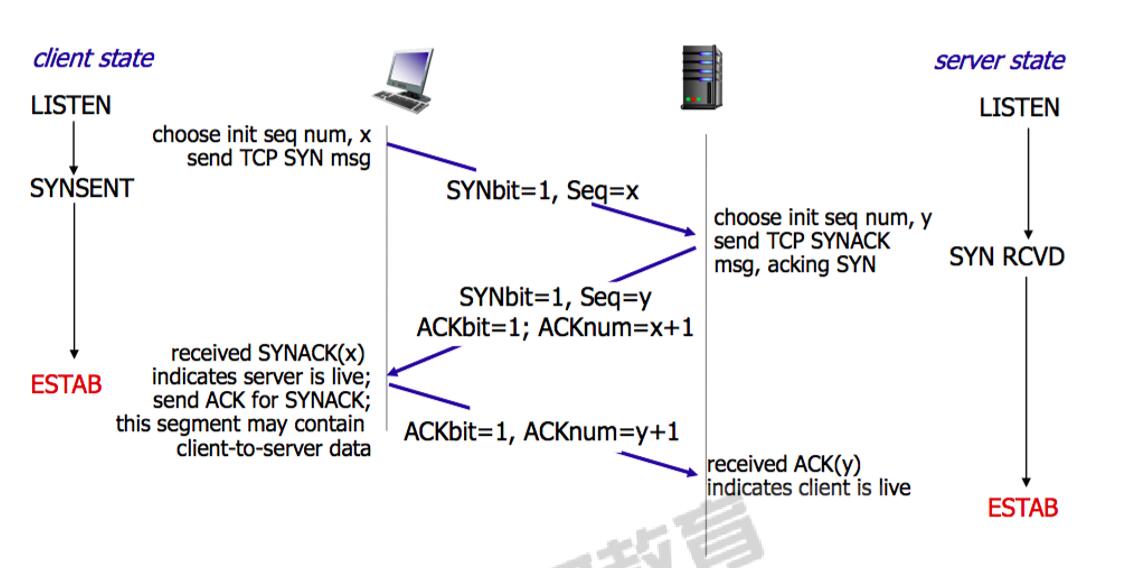 client state
server state
LISTEN
LISTEN
choose init seq num, x
send TCP SYN msg
SYNSENT
SYNbit=1, Seq=x
choose init seq num, y
send TCP SYNACK
msg, acking SYN
SYN RCVD
SYNbit=1, Seq=y
ACKbit=1; ACKnum=x+1
received SYNACK(x)
indicates server is live;
send ACK for SYNACK;
this segment may contain
client-to-server data
ESTAB
ACKbit=1, ACKnum=y+1
received ACK(y)
indicates client is live
ESTAB
教育